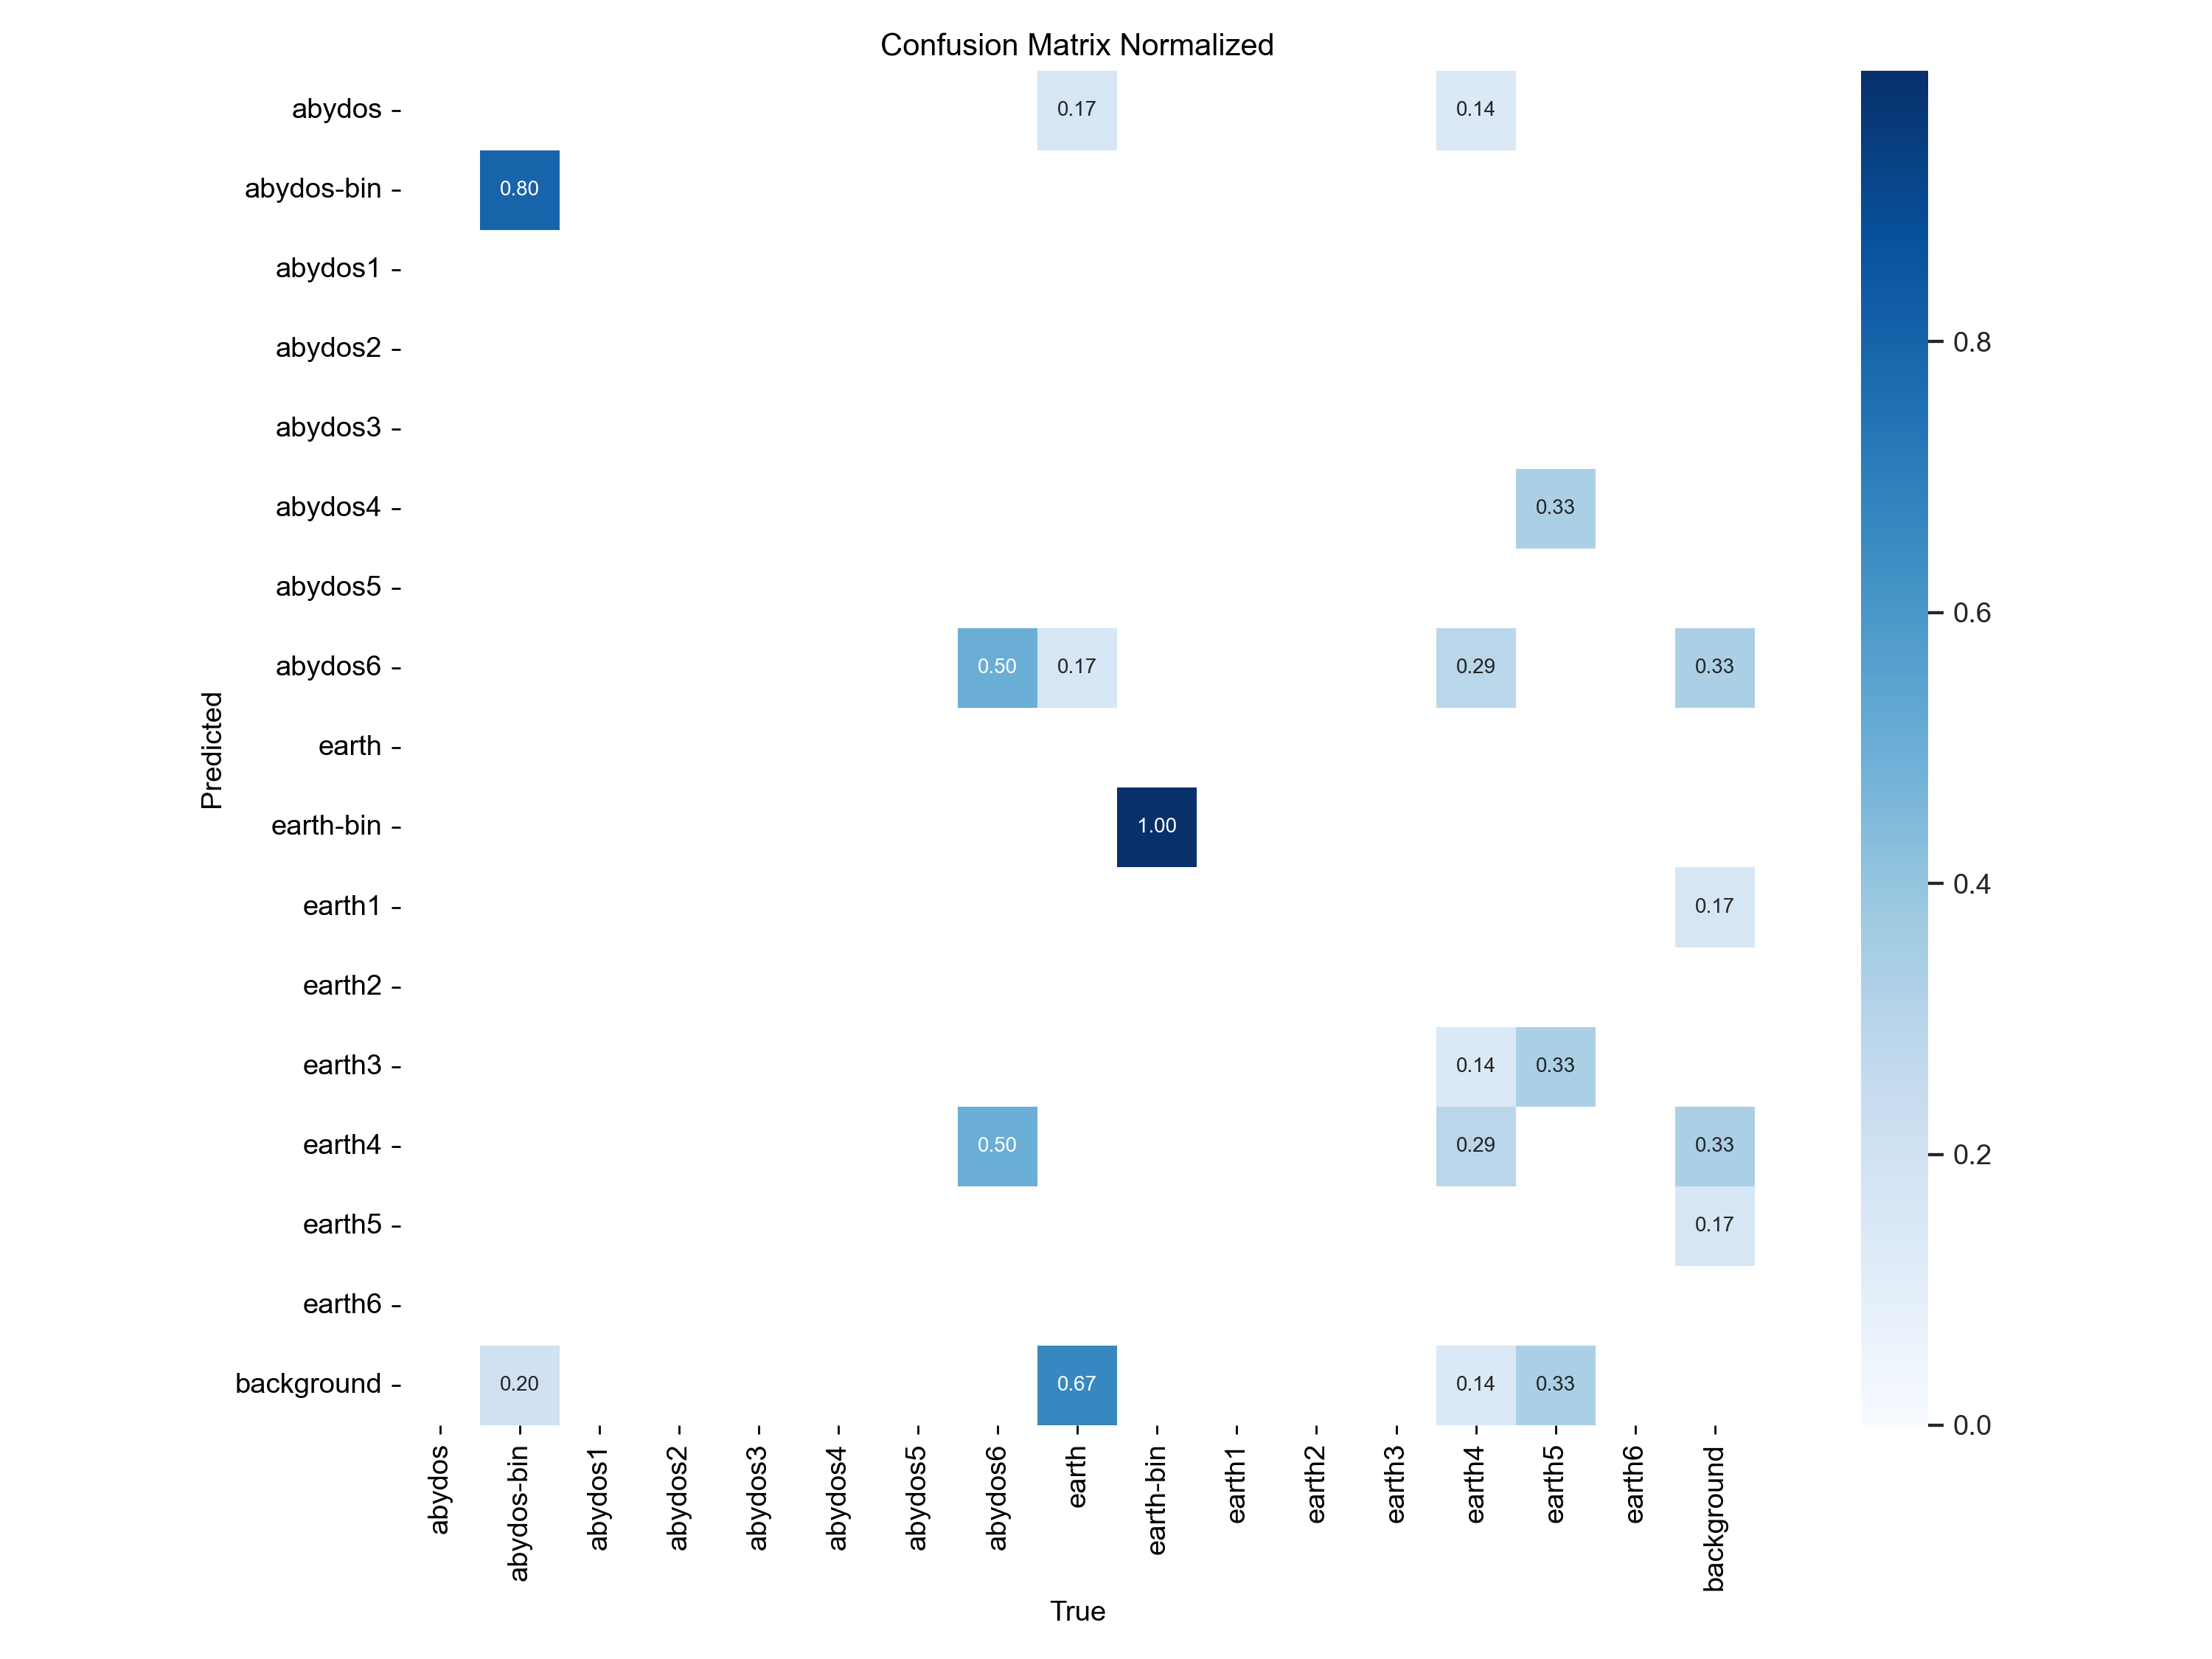 Confusion Matrix Normalized
abydos
0.17 0.14
abydos-bin
0.80
abydos1
abydos2
0.8
abydos3
abydos4
0.33
abydos5
0.6
abydos6
0.50 0.17 0.29 0.33
earth
Predicted
earth-bin
1.00
earth1
0.17
0.4
earth2
earth3
0.14 0.33
earth4
0.50 0.29 0.33
0.2
earth5
0.17
earth6
background
0.20 0.67 0.14 0.33
0.0
abydos
abydos-bin
abydos1
abydos2
abydos3
abydos4
abydos5
abydos6
earth
earth-bin
earth1
earth2
earth3
earth4
earth5
earth6
background
True